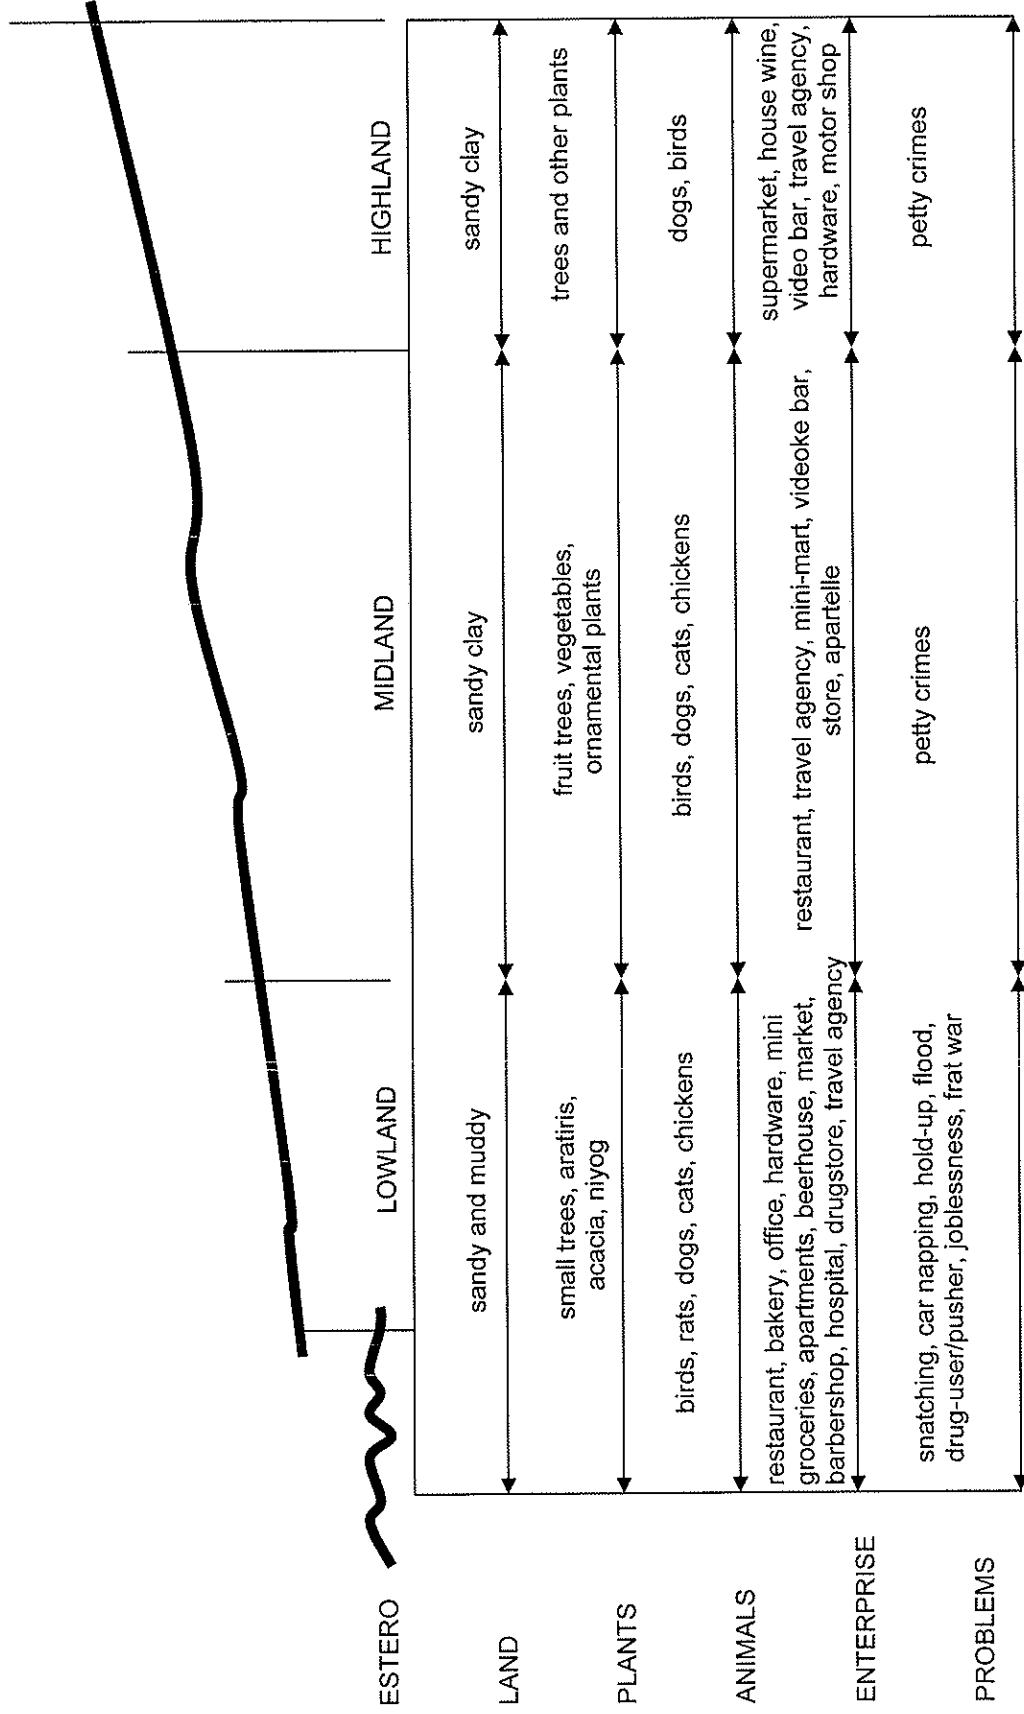 ESTERO
LOWLAND
MIDLAND
HIGHLAND
LAND
sandy and muddy
sandy clay
sandy clay
PLANTS
small trees, aratiris,
acacia, niyog
fruit trees, vegetables,
ornamental plants
trees and other plants
ANIMALS
birds, rats, dogs, cats, chickens
birds, dogs, cats, chickens
dogs, birds
ENTERPRISE
restaurant, bakery, office, hardware, mini
groceries, apartments, beerhouse, market,
barbershop, hospital, drugstore, travel agency
restaurant, travel agency, mini-mart, videoke bar,
store, apartelle
supermarket, house wine,
video bar, travel agency,
hardware, motor shop
PROBLEMS
snatching, car napping, hold-up, flood,
drug-user/pusher, joblessness, frat war
petty crimes
petty crimes